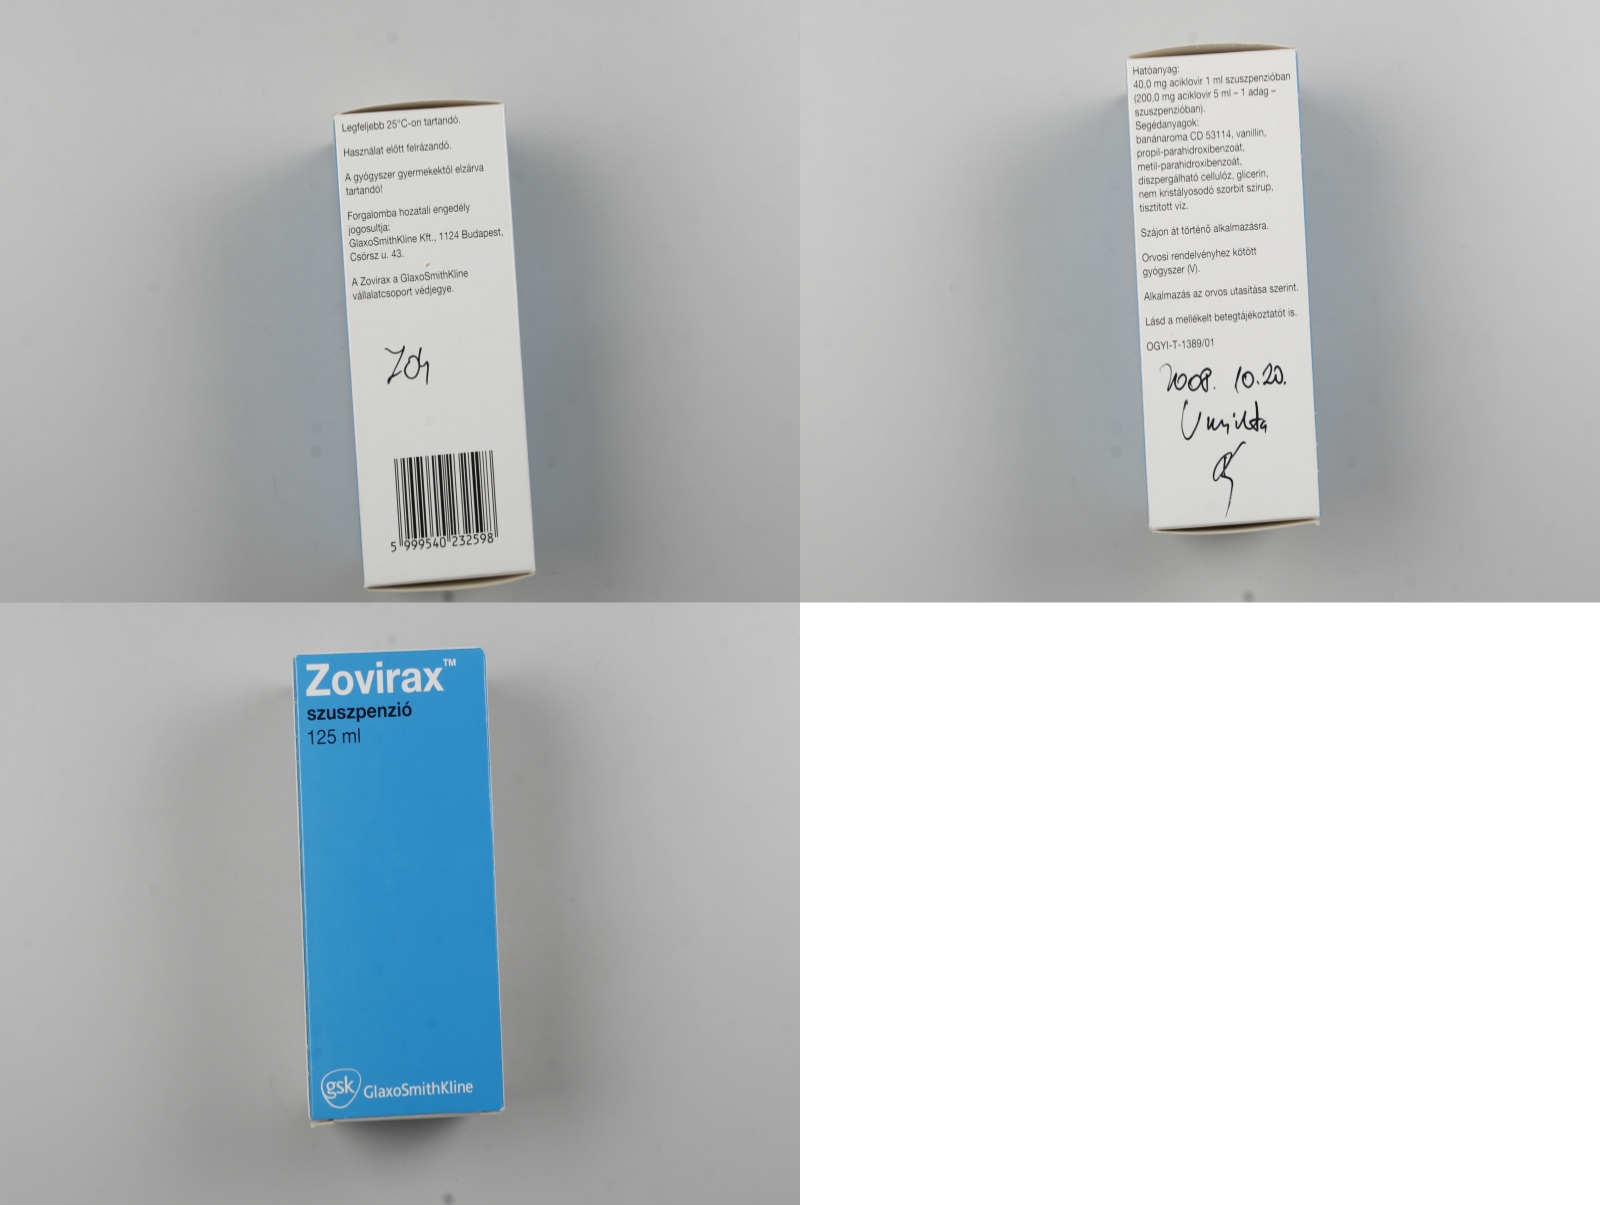 Legfeljebb 25°C-on tartandó.
Használat előtt felrázandó.
A gyógyszer gyermekektől elzárva
tartandó!
Forgalomba hozatali engedély
jogosultja:
GlaxoSmithKline Kft., 1124 Budapest,
Csörsz u. 43.
A Zovirax a GlaxoSmithKline
vállalatcsoport védjegye.
5 999540 232598
Hatóanyag:
40,0 mg aciklovir 1 ml szuszpenzióban
(200,0 mg aciklovir 5 ml – 1 adag –
szuszpenzióban).
Segédanyagok:
banánaroma CD 53114, vanillin,
propil-parahidroxibenzoát,
metil-parahidroxibenzoát,
diszpergálható cellulóz, glicerin,
nem kristályosodó szorbit szirup,
tisztított víz.
Szájon át történő alkalmazásra.
Orvosi rendelvényhez kötött
gyógyszer (V).
Alkalmazás az orvos utasítása szerint.
Lásd a mellékelt betegtájékoztatót is.
OGYI-T-1389/01
2008. 10.20.
Zovirax™
szuszpenzió
125 ml
gsk GlaxoSmithKline